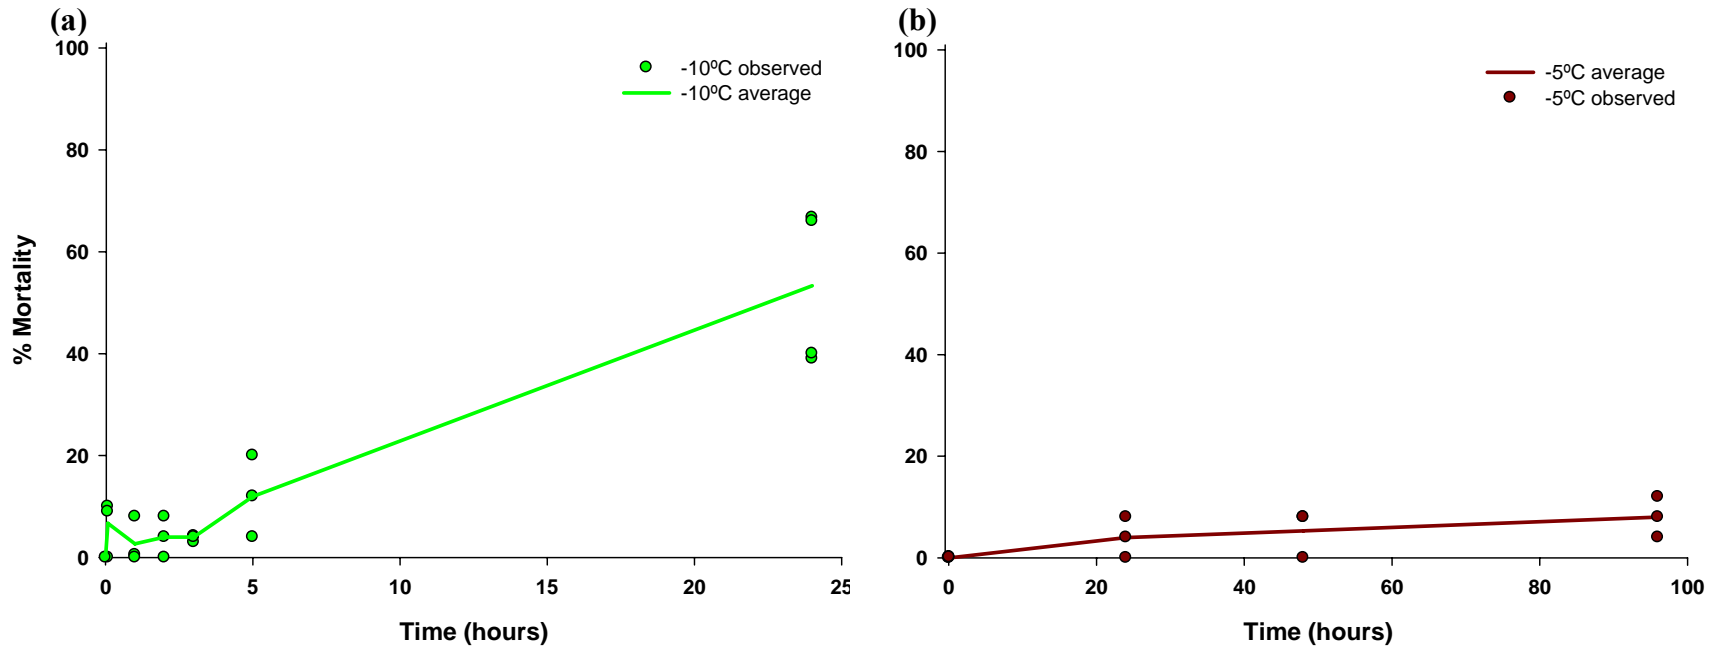 (a)
100
80
60
40
20
0
% Mortality
-10ºC observed
-10ºC average
0 5 10 15 20 25
Time (hours)
(b)
100
80
60
40
20
0
-5ºC average
-5ºC observed
0 20 40 60 80 100
Time (hours)